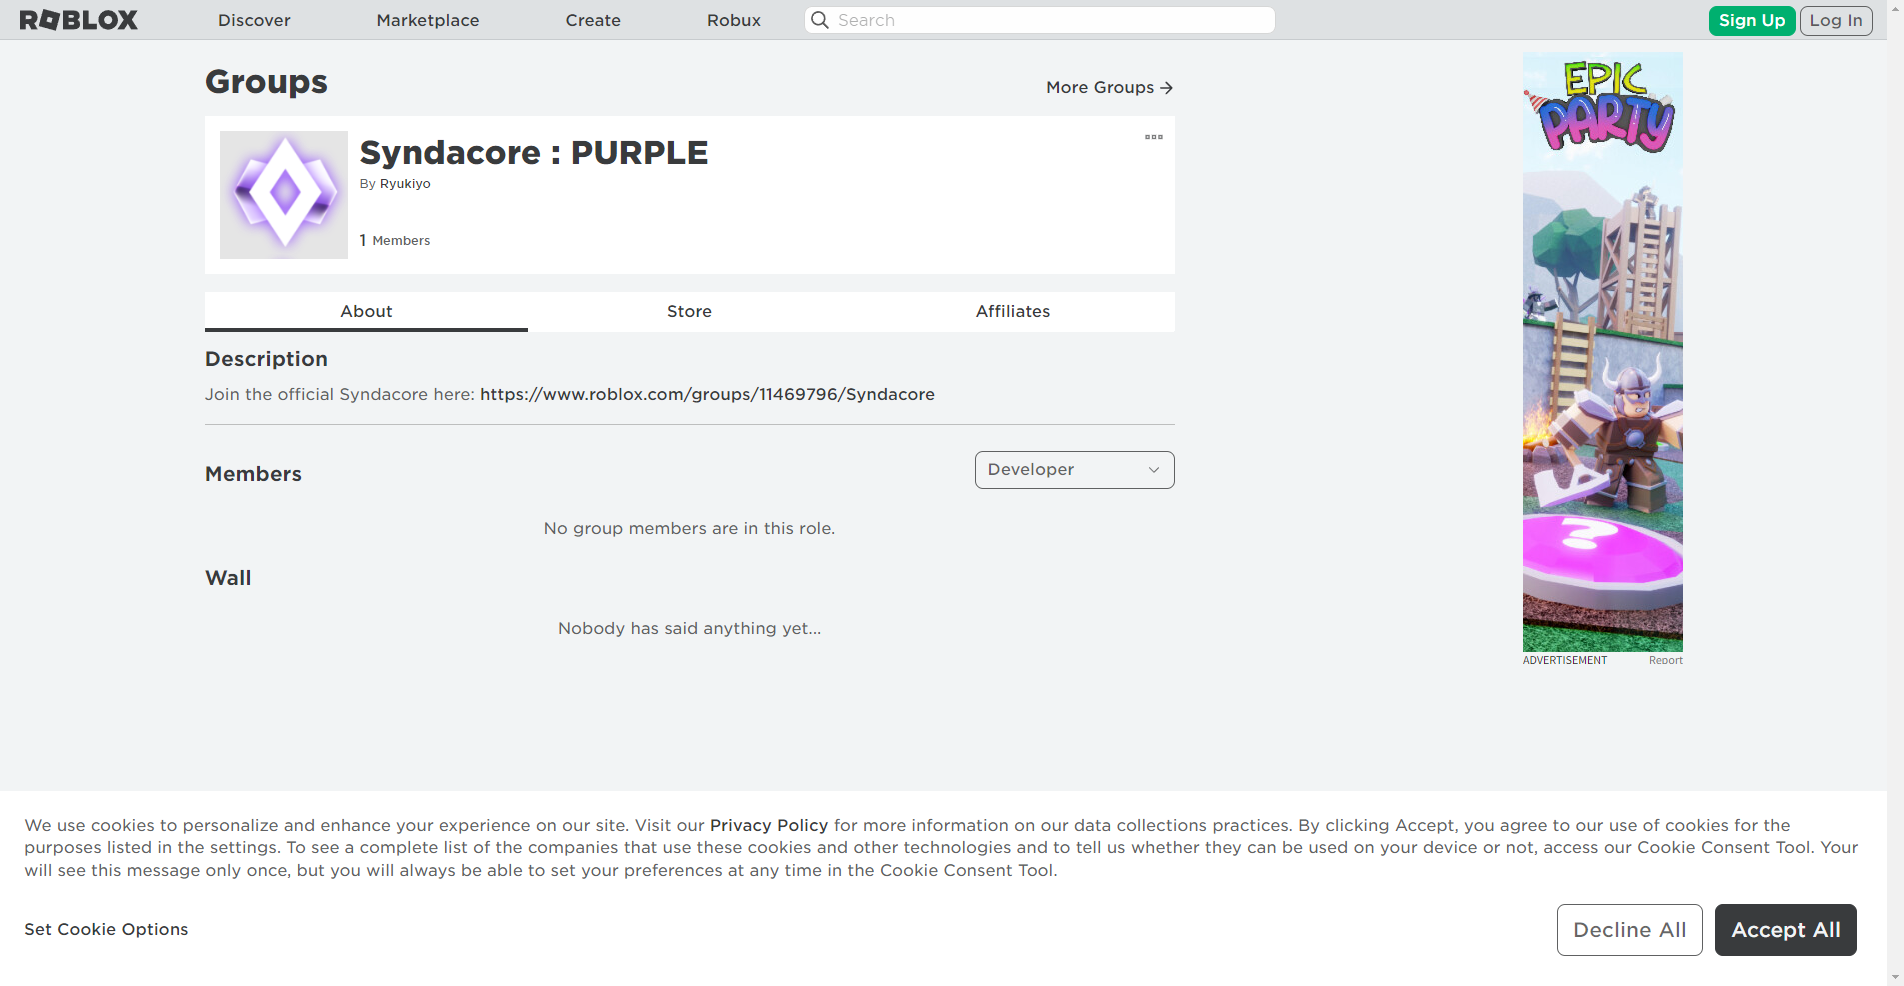 ROBLOX
Discover
Marketplace
Create
Robux
Search
Sign Up
Log In
Groups
More Groups
Syndacore : PURPLE
By Ryukiyo
1 Members
About
Store
Affiliates
Description
Join the official Syndacore here: https://www.roblox.com/groups/11469796/Syndacore
Members
Developer
No group members are in this role.
Wall
Nobody has said anything yet...
EPIC
PARTY
?
ADVERTISEMENT
Report
We use cookies to personalize and enhance your experience on our site. Visit our Privacy Policy for more information on our data collections practices. By clicking Accept, you agree to our use of cookies for the
purposes listed in the settings. To see a complete list of the companies that use these cookies and other technologies and to tell us whether they can be used on your device or not, access our Cookie Consent Tool. Your
will see this message only once, but you will always be able to set your preferences at any time in the Cookie Consent Tool.
Set Cookie Options
Decline All
Accept All